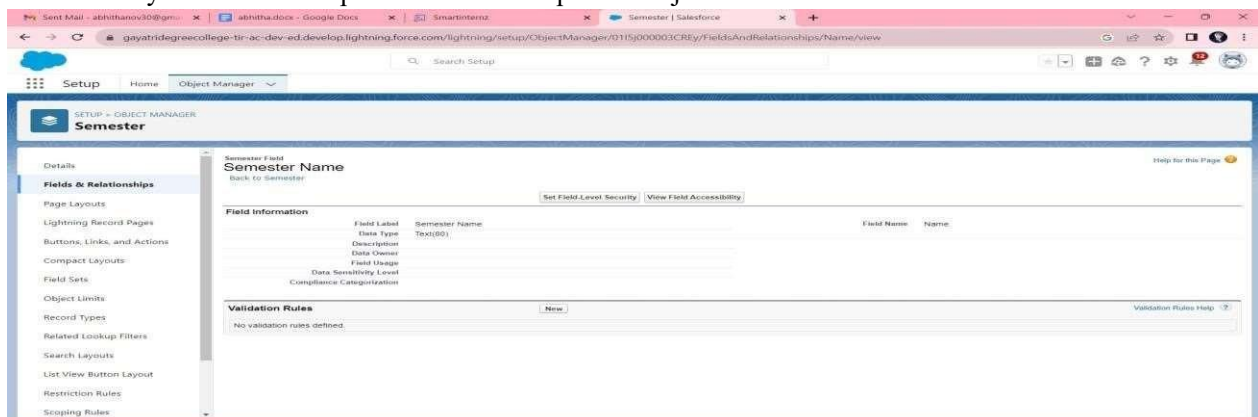 Sent Mail - abhithanov30@gm
abhitha.docx - Google Docs
Smartinternz
Semester | Salesforce
gayatridegreecollege-tir-ac-dev-ed.develop.lightning.force.com/lightning/setup/ObjectManager/01I5j000003CREy/FieldsAndRelationships/Name/view
Search Setup
12
Setup Home Object Manager
SETUP > OBJECT MANAGER
Semester
Details
Fields & Relationships
Page Layouts
Lightning Record Pages
Buttons, Links, and Actions
Compact Layouts
Field Sets
Object Limits
Record Types
Related Lookup Filters
Search Layouts
List View Button Layout
Restriction Rules
Scoping Rules
Semester Field
Semester Name
Back to Semester
Help for this Page
Set Field-Level Security View Field Accessibility
Field Information
Field Label Semester Name Field Name Name
Data Type Text(80)
Description
Data Owner
Field Usage
Data Sensitivity Level
Compliance Categorization
Validation Rules New Validation Rules Help ?
No validation rules defined.